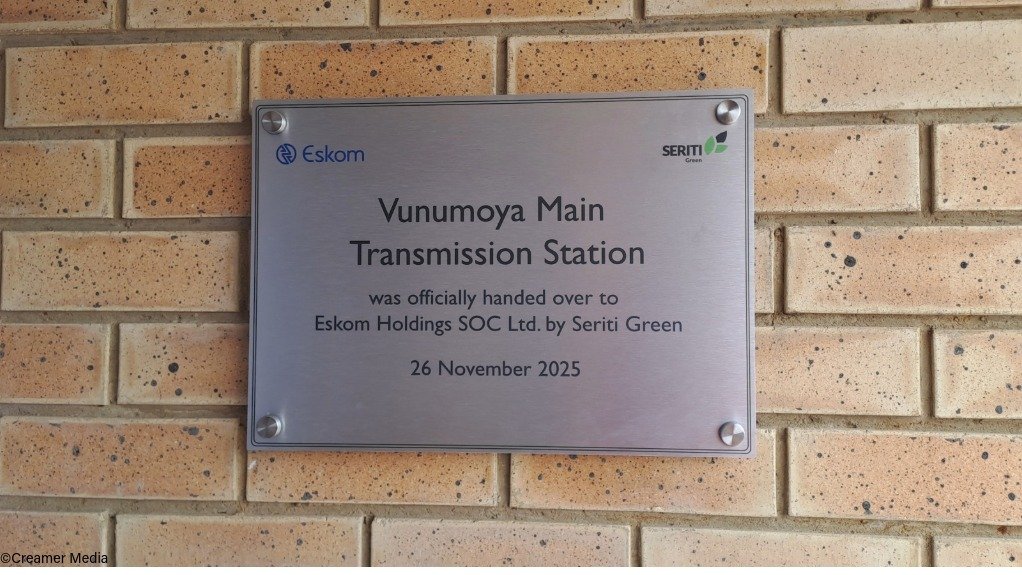 Eskom
SERITI
Green
Vunumoya Main
Transmission Station
was officially handed over to
Eskom Holdings SOC Ltd. by Seriti Green
26 November 2025
©Creamer Media